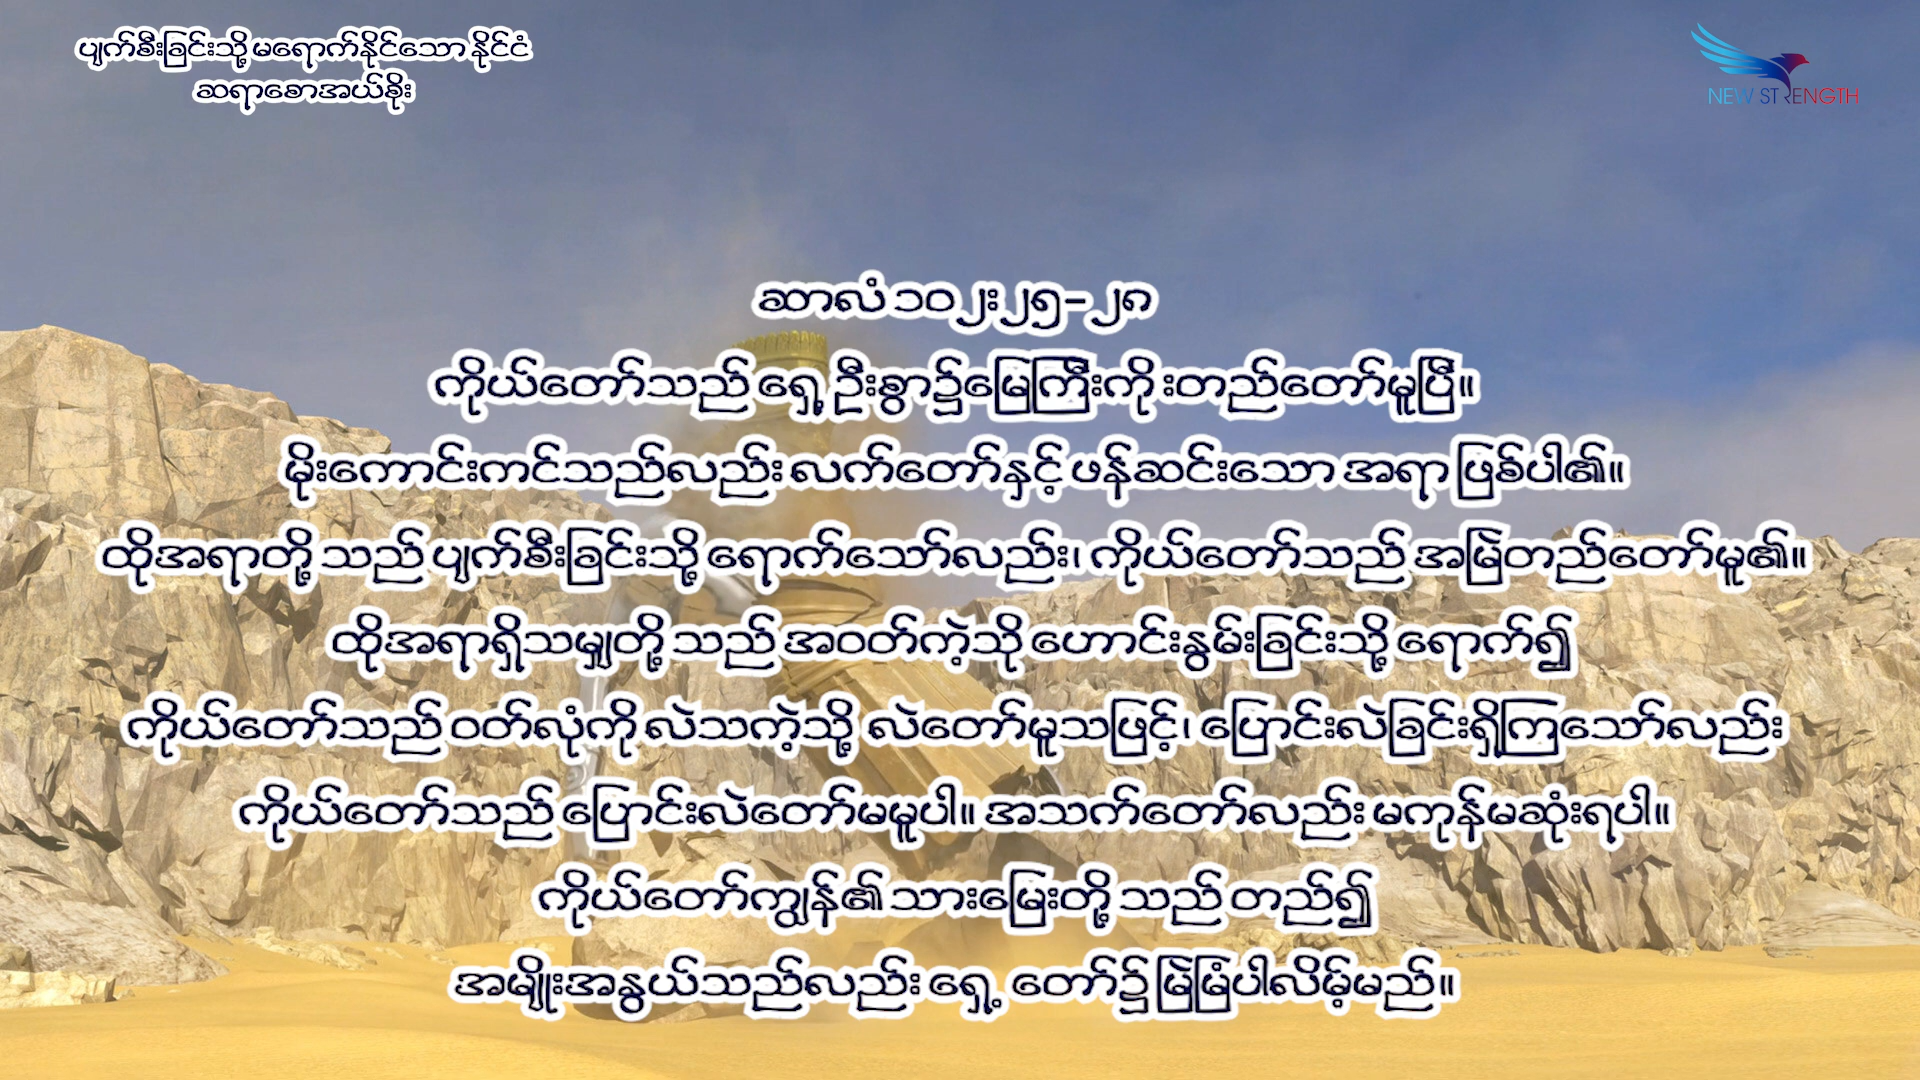 ပျက်စီးခြင်းသို့ မရောက်နိုင်သော နိုင်ငံ
ဆရာစောအယ်ခိုး
NEW STRENGTH
ဆာလံ ၁၀၂း၂၅-၂၈
ကိုယ်တော်သည် ရှေ့ ဦးစွာ၌မြေကြီးကို းတည်တော်မူပြီ။
မိုးကောင်းကင်သည်လည်း လက်တော်နှင့် ဖန်ဆင်းသော အရာ ဖြစ်ပါ၏။
ထိုအရာတို့ သည် ပျက်စီးခြင်းသို့ ရောက်သော်လည်း၊ ကိုယ်တော်သည် အမြဲတည်တော်မူ၏။
ထိုအရာရှိသမျှတို့ သည် အဝတ်ကဲ့သို ဟောင်းနွမ်းခြင်းသို့ ရောက်၍
ကိုယ်တော်သည် ဝတ်လုံကို လဲသကဲ့သို့ လဲတော်မူသဖြင့်၊ ပြောင်းလဲခြင်းရှိကြသော်လည်း
ကိုယ်တော်သည် ပြောင်းလဲတော်မမူပါ။ အသက်တော်လည်း မကုန်မဆုံးရပါ။
ကိုယ်တော်ကျွန်၏ သားမြေးတို့ သည် တည်၍
အမျိုးအနွယ်သည်လည်း ရှေ့ တော်၌ မြဲမြံပါလိမ့်မည်။